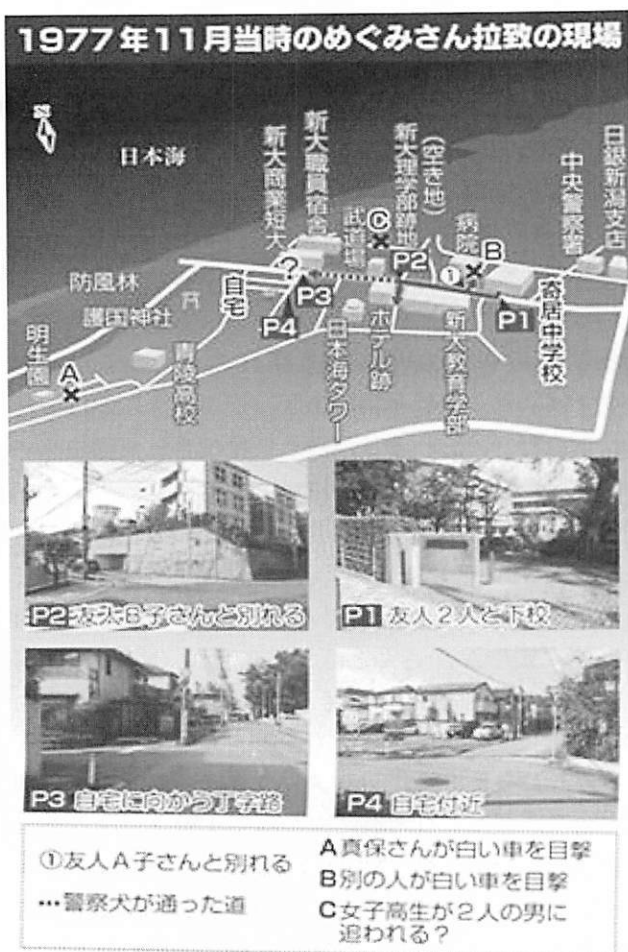 1977年11月当時のめぐみさん拉致の現場
N
日本海
新大商業短大
新大職員宿舎
武道場
C
新大理学部跡地
(空き地)
病院
B
中央警察署
日銀新潟支店
防風林
護国神社
自宅
?
P3
P4
P2
①
P1
明生園
A
青陵高校
日本海タワー
ホテル跡
新大教育学部
寄居中学校
P2 友人B子さんと別れる
P1 友人2人と下校
P3 自宅に向かう丁字路
P4 自宅付近
①友人A子さんと別れる
…警察犬が通った道
A真保さんが白い車を目撃
B別の人が白い車を目撃
C女子高生が2人の男に
追われる?